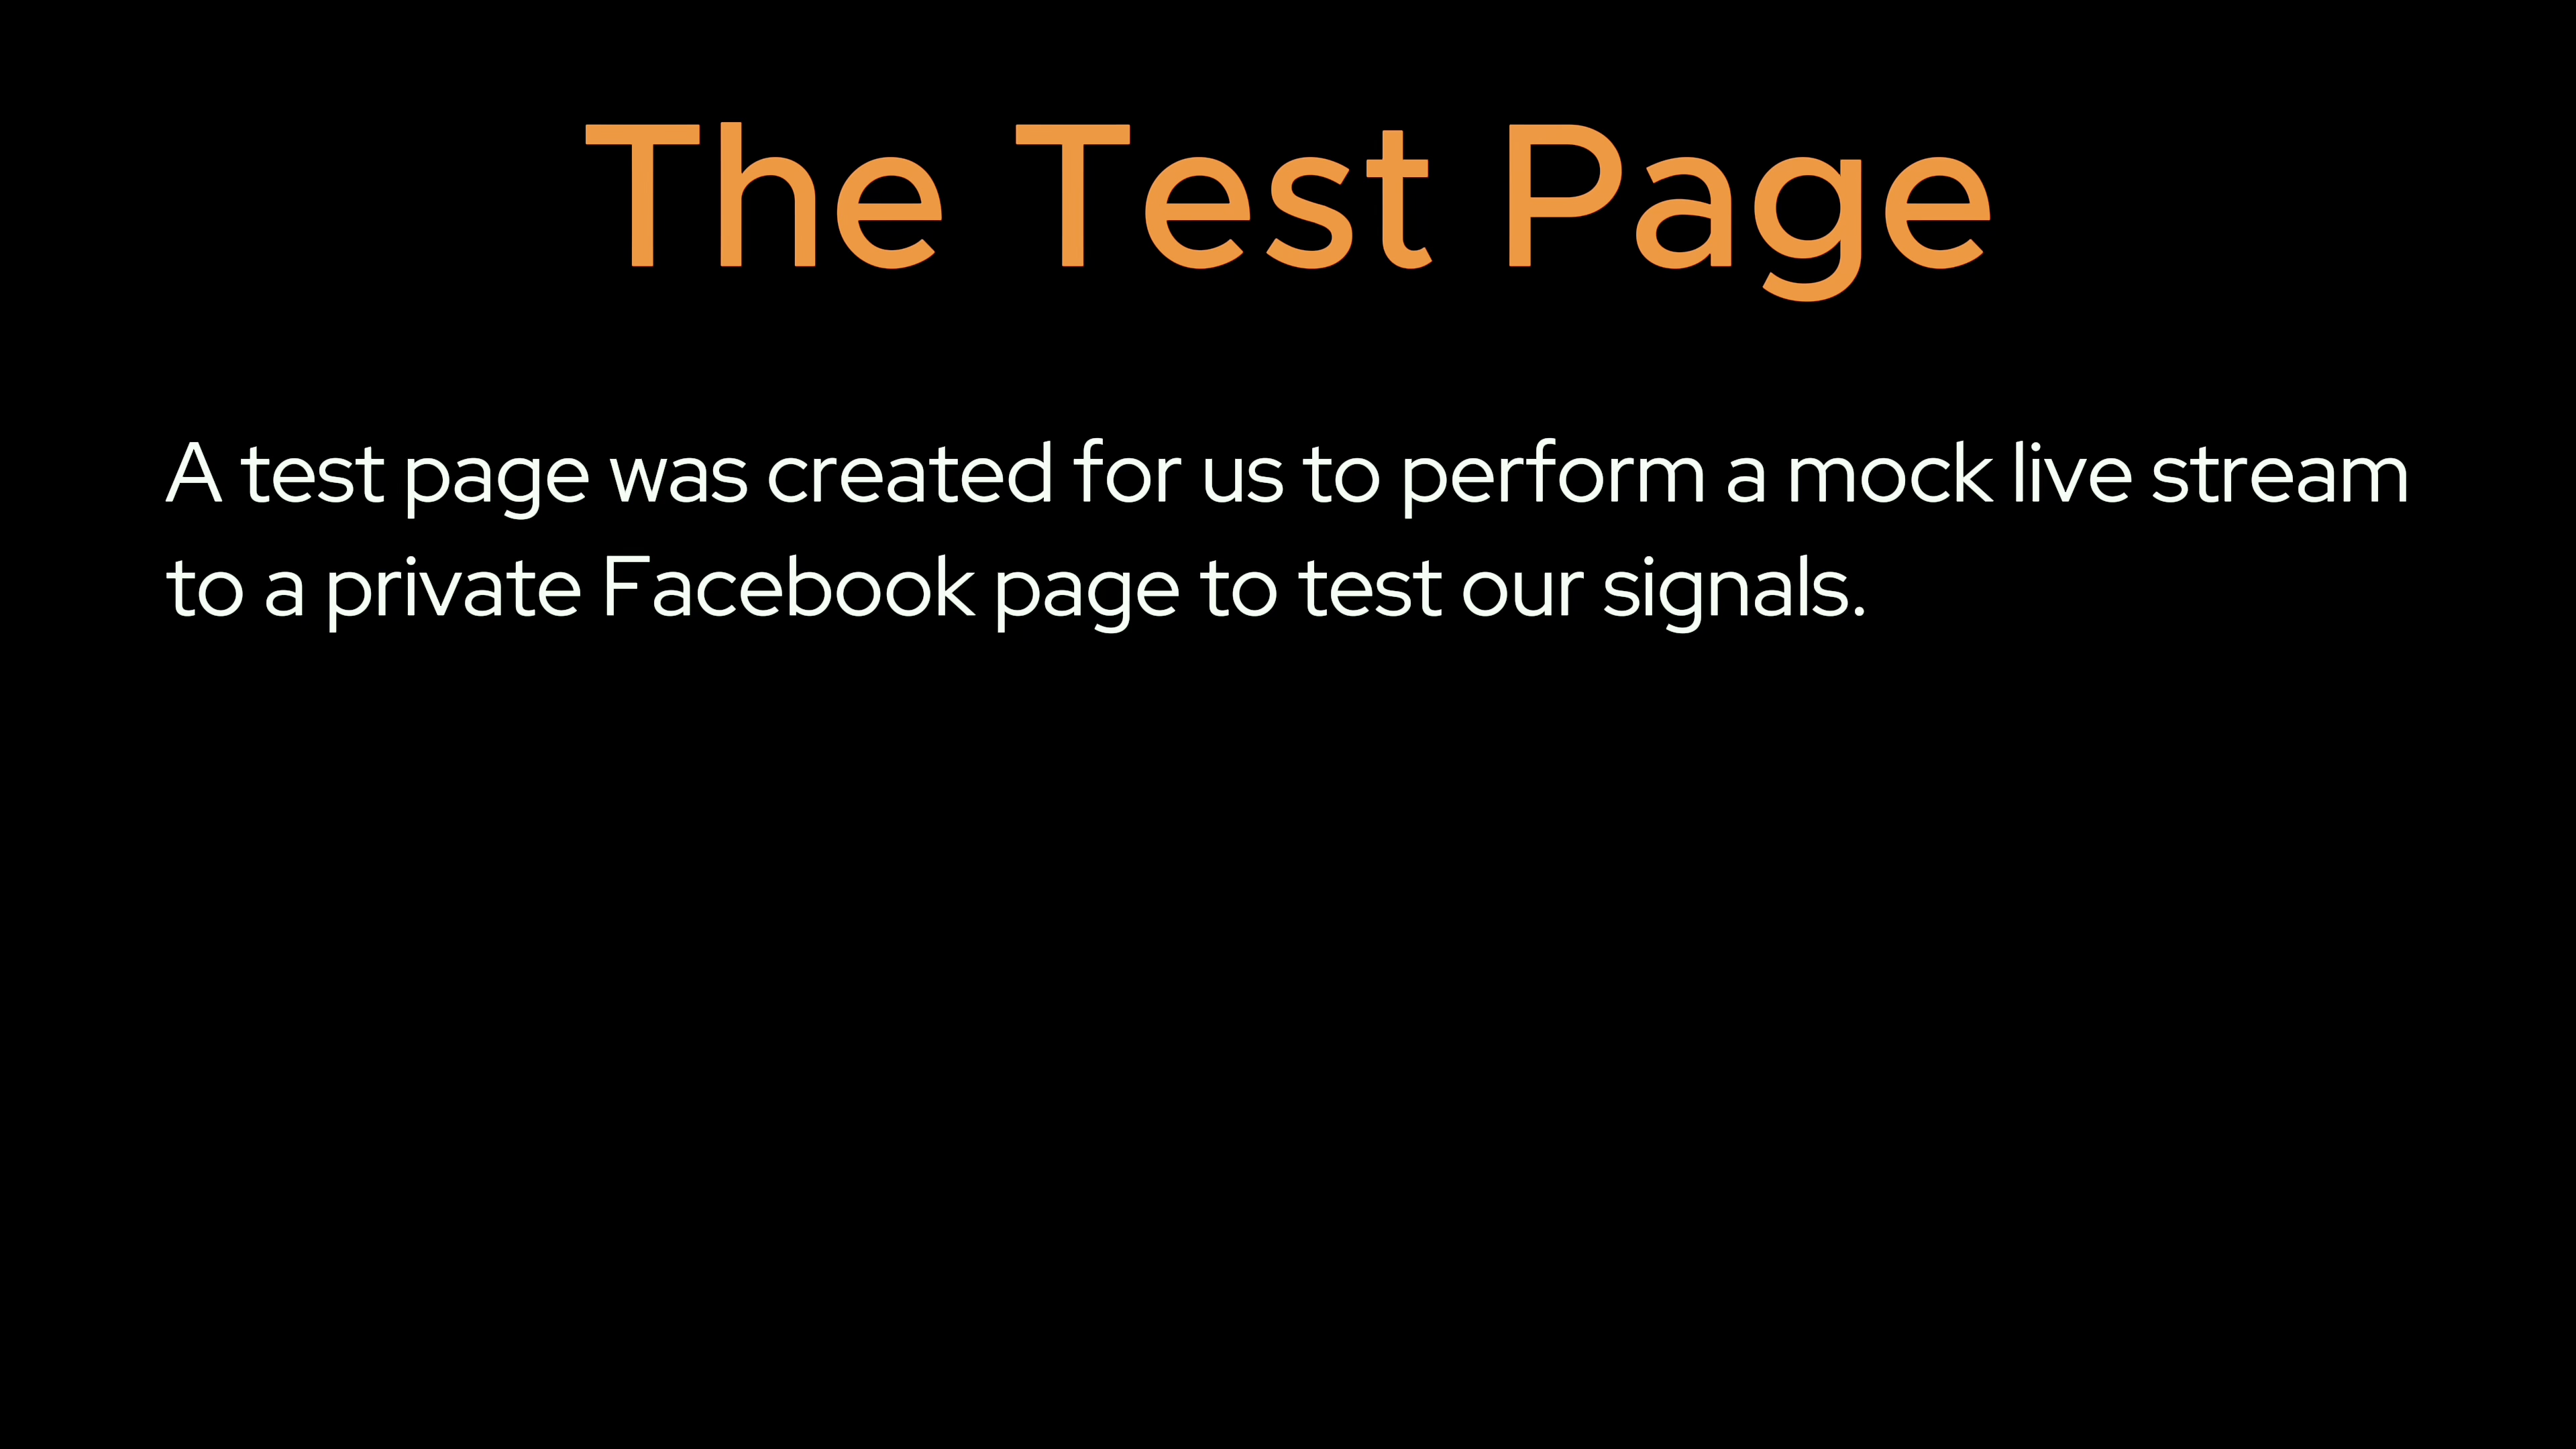 The Test Page
A test page was created for us to perform a mock live stream
to a private Facebook page to test our signals.